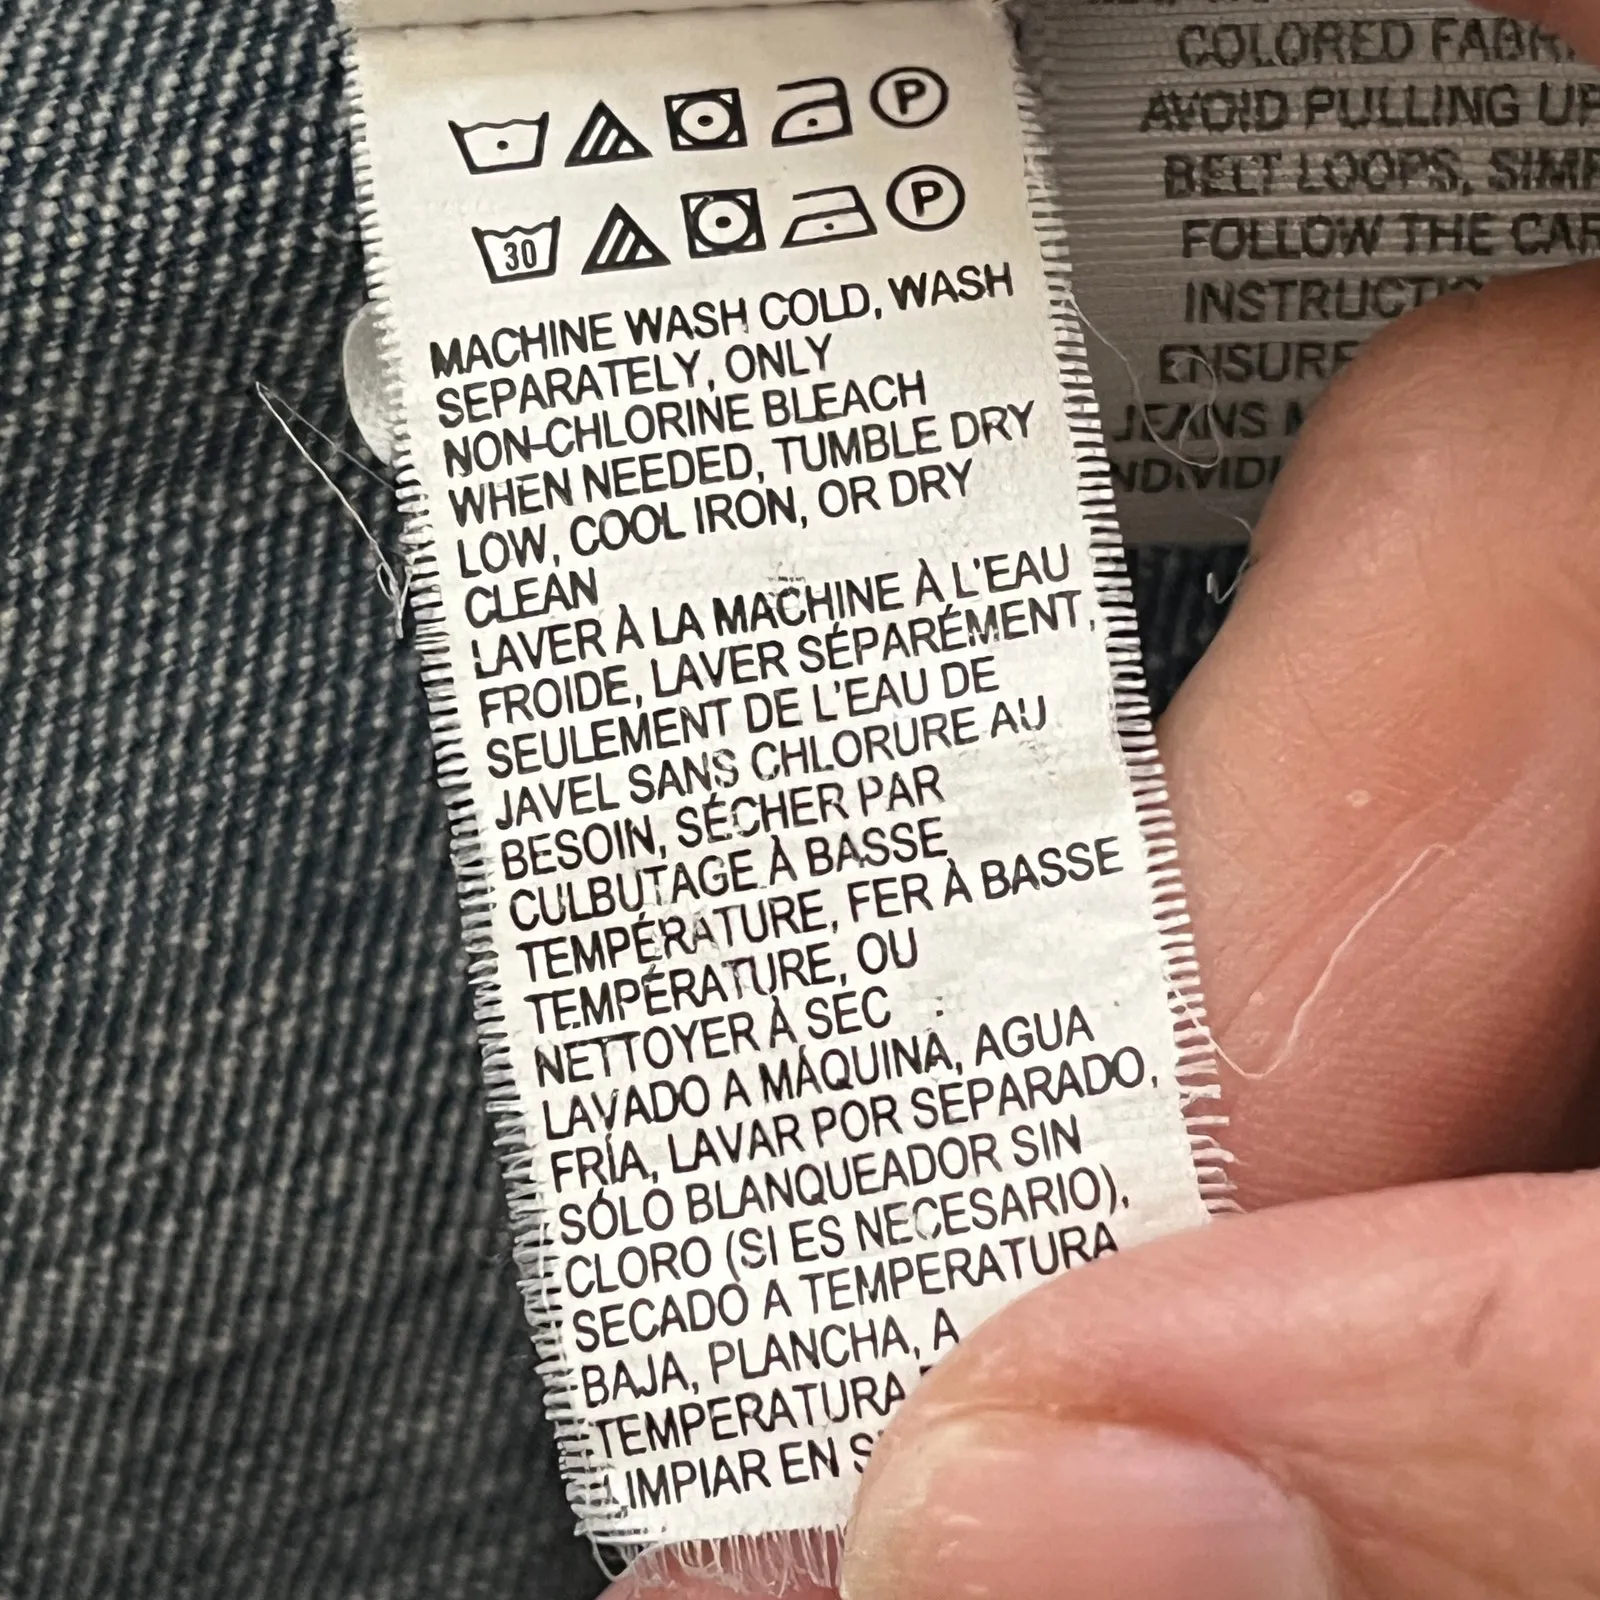 P
30 P
MACHINE WASH COLD, WASH
SEPARATELY, ONLY
NON-CHLORINE BLEACH
WHEN NEEDED, TUMBLE DRY
LOW, COOL IRON, OR DRY
CLEAN
LAVER À LA MACHINE À L'EAU
FROIDE, LAVER SÉPARÉMENT,
SEULEMENT DE L'EAU DE
JAVEL SANS CHLORURE AU
BESOIN, SÉCHER PAR
CULBUTAGE À BASSE
TEMPÉRATURE, FER À BASSE
TEMPÉRATURE, OU
NETTOYER À SEC
LAVADO A MÁQUINA, AGUA
FRÍA, LAVAR POR SEPARADO,
SÓLO BLANQUEADOR SIN
CLORO (SI ES NECESARIO),
SECADO A TEMPERATURA
BAJA, PLANCHA, A
TEMPERATURA
LIMPIAR EN
COLORED
AVOID PULLING UP
BELT LOOPS,
FOLLOW THE
ENSURE
JEANS